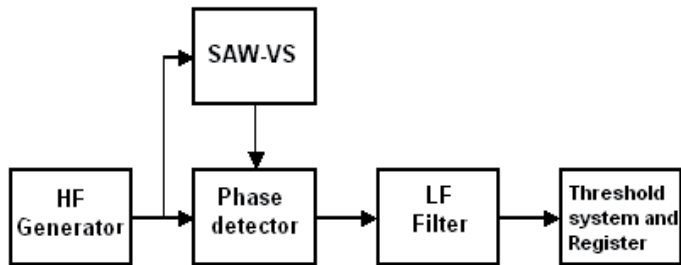 SAW-VS
HF
Generator
Phase
detector
LF
Filter
Threshold
system and
Register